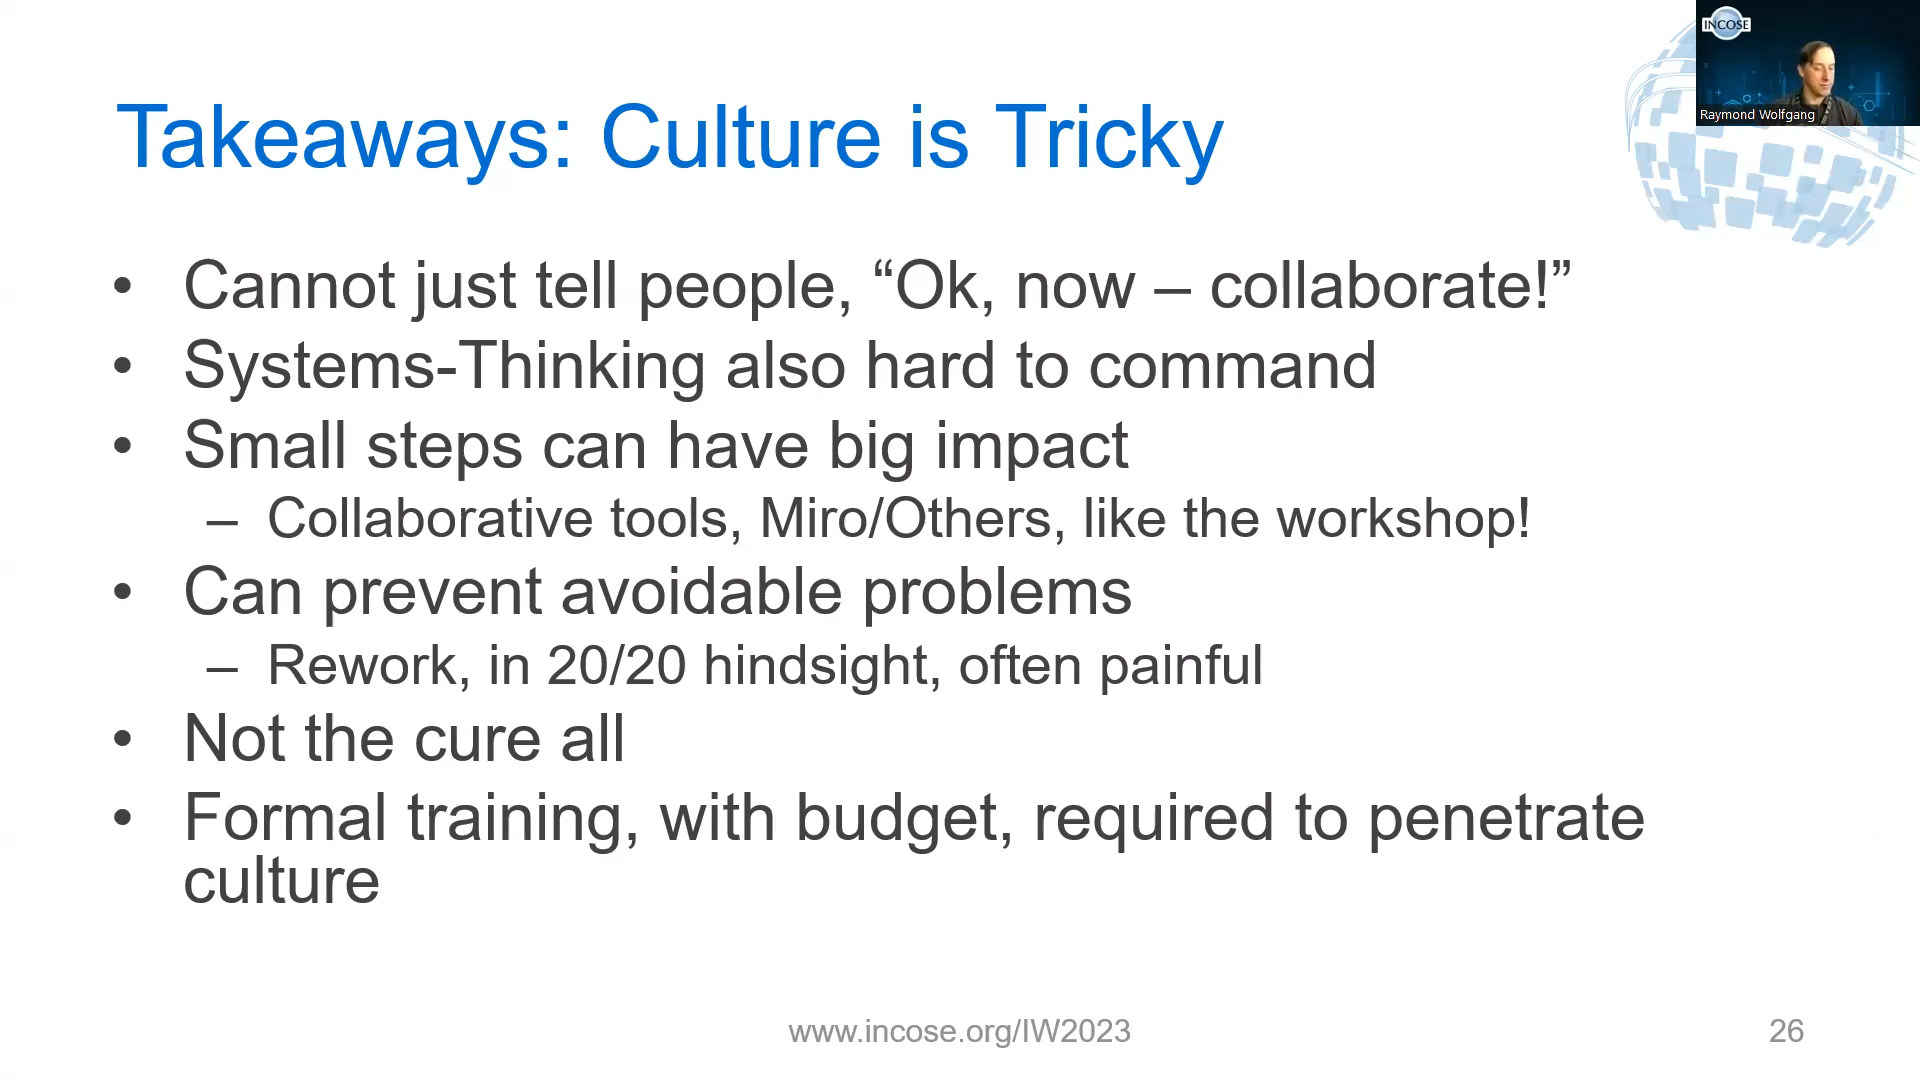 INCOSE
Raymond Wolfgang
Takeaways: Culture is Tricky
• Cannot just tell people, “Ok, now – collaborate!”
• Systems-Thinking also hard to command
• Small steps can have big impact
– Collaborative tools, Miro/Others, like the workshop!
• Can prevent avoidable problems
– Rework, in 20/20 hindsight, often painful
• Not the cure all
• Formal training, with budget, required to penetrate
culture
www.incose.org/IW2023
26